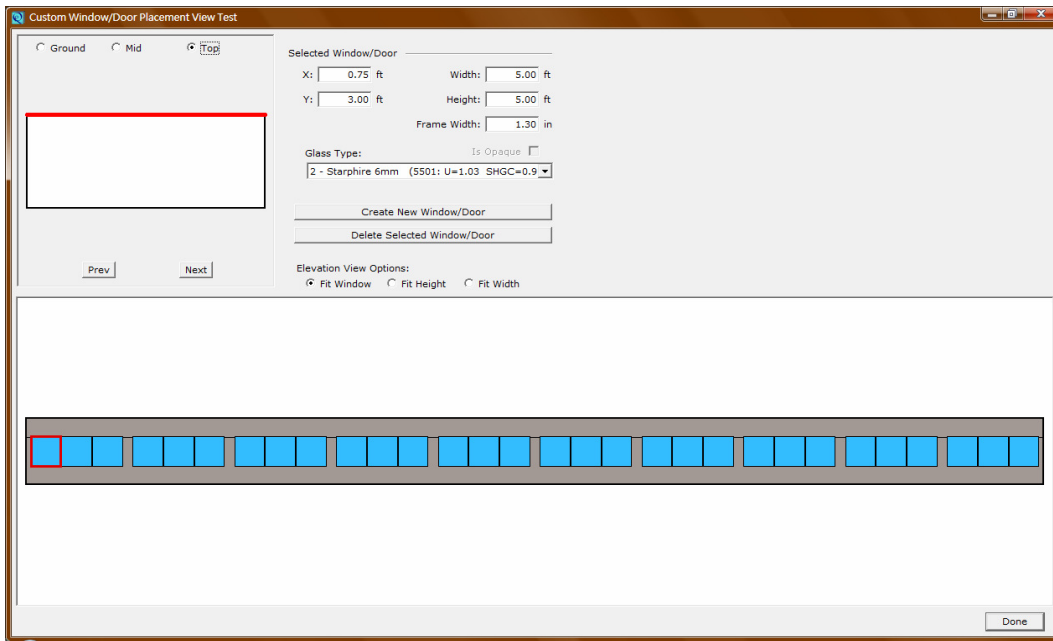 Custom Window/Door Placement View Test
Ground Mid Top
Selected Window/Door
X: 0.75 ft Width: 5.00 ft
Y: 3.00 ft Height: 5.00 ft
Frame Width: 1.30 in
Glass Type: Is Opaque
2 - Starphire 6mm (5501: U=1.03 SHGC=0.9
Create New Window/Door
Delete Selected Window/Door
Prev Next
Elevation View Options:
Fit Window Fit Height Fit Width
Done